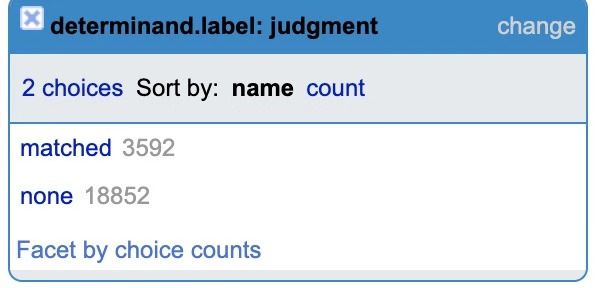 determinand.label: judgment change
2 choices Sort by: name count
matched 3592
none 18852
Facet by choice counts